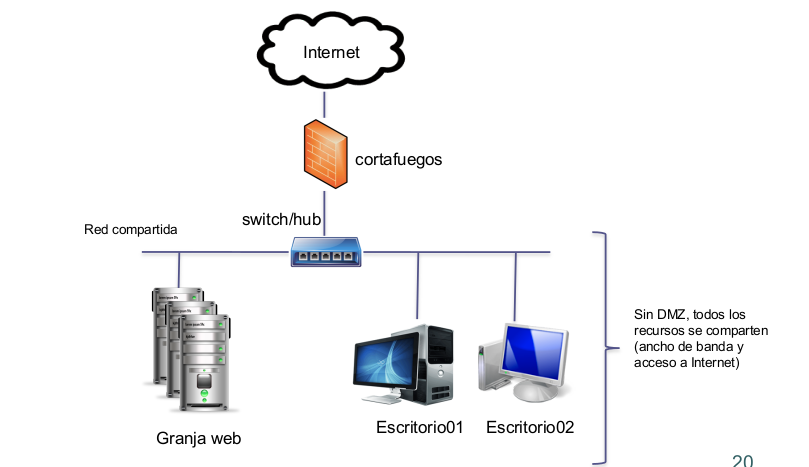 Internet
cortafuegos
switch/hub
Red compartida
Sin DMZ, todos los
recursos se comparten
(ancho de banda y
acceso a Internet)
Granja web
Escritorio01
Escritorio02
20